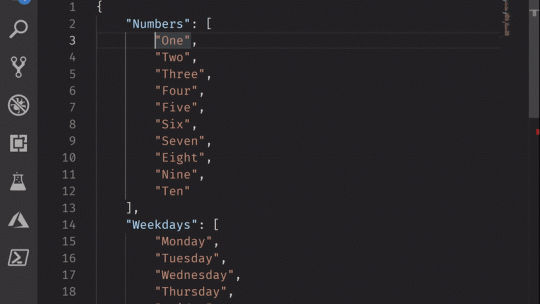 1 {
2 "Numbers": [
3 "One",
4 "Two",
5 "Three",
6 "Four",
7 "Five",
8 "Six",
9 "Seven",
10 "Eight",
11 "Nine",
12 "Ten"
13 ],
14 "Weekdays": [
15 "Monday",
16 "Tuesday",
17 "Wednesday",
18 "Thursday",